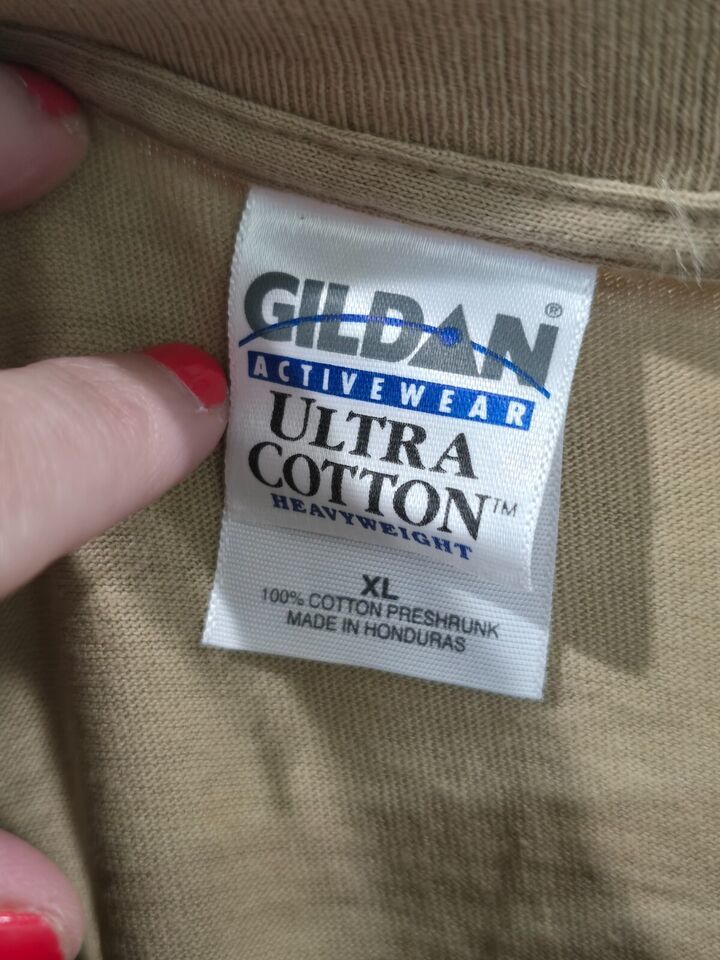 GILDAN®
ACTIVEWEAR
ULTRA
COTTON™
HEAVYWEIGHT
XL
100% COTTON PRESHRUNK
MADE IN HONDURAS